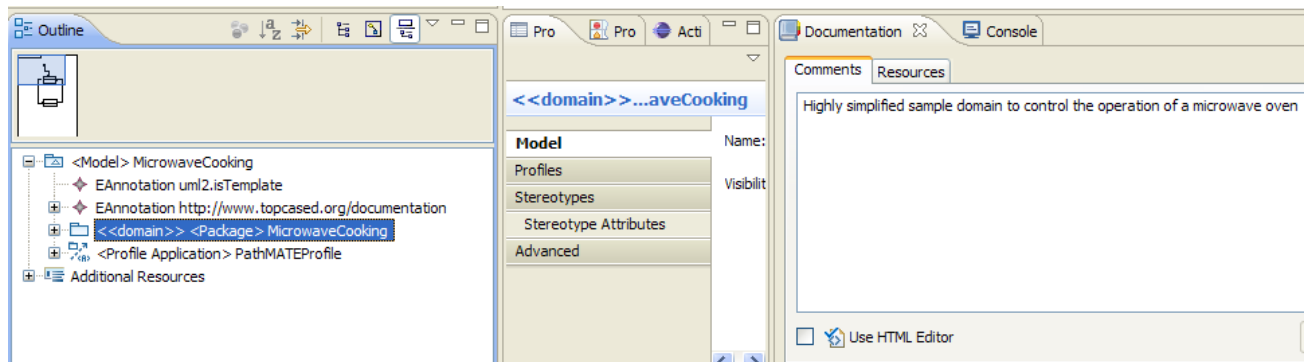 Outline
Pro
Pro
Acti
Documentation
Console
Comments
Resources
<<domain>>...aveCooking
Highly simplified sample domain to control the operation of a microwave oven
Model
Name:
Profiles
Visibilit
Stereotypes
Stereotype Attributes
Advanced
<Model> MicrowaveCooking
EAnnotation uml2.isTemplate
EAnnotation http://www.topcased.org/documentation
<<domain>> <Package> MicrowaveCooking
<Profile Application> PathMATEProfile
Additional Resources
Use HTML Editor